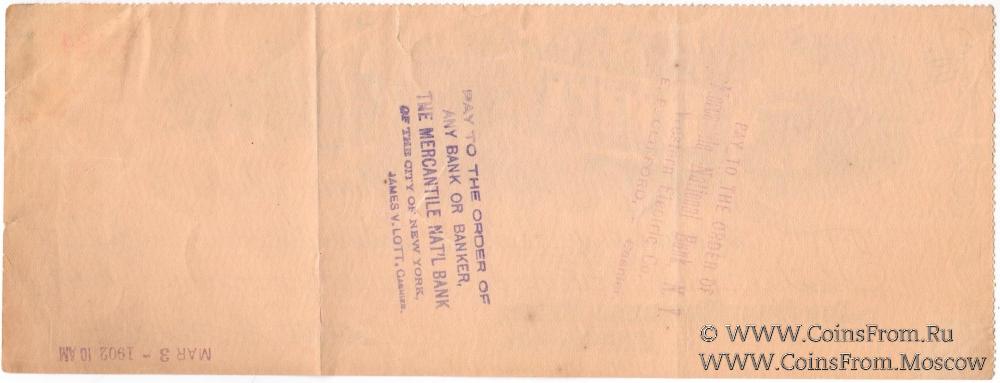 PAY TO THE ORDER OF
ANY BANK OR BANKER,
THE MERCANTILE NAT'L BANK
OF THE CITY OF NEW YORK,
JAMES V. LOTT, CASHIER.
PAY TO THE ORDER OF
National Bank N.Y.
Western Electric Co.
MAR 3 - 1902 10 AM
© WWW.CoinsFrom.Ru
WWW.CoinsFrom.Moscow